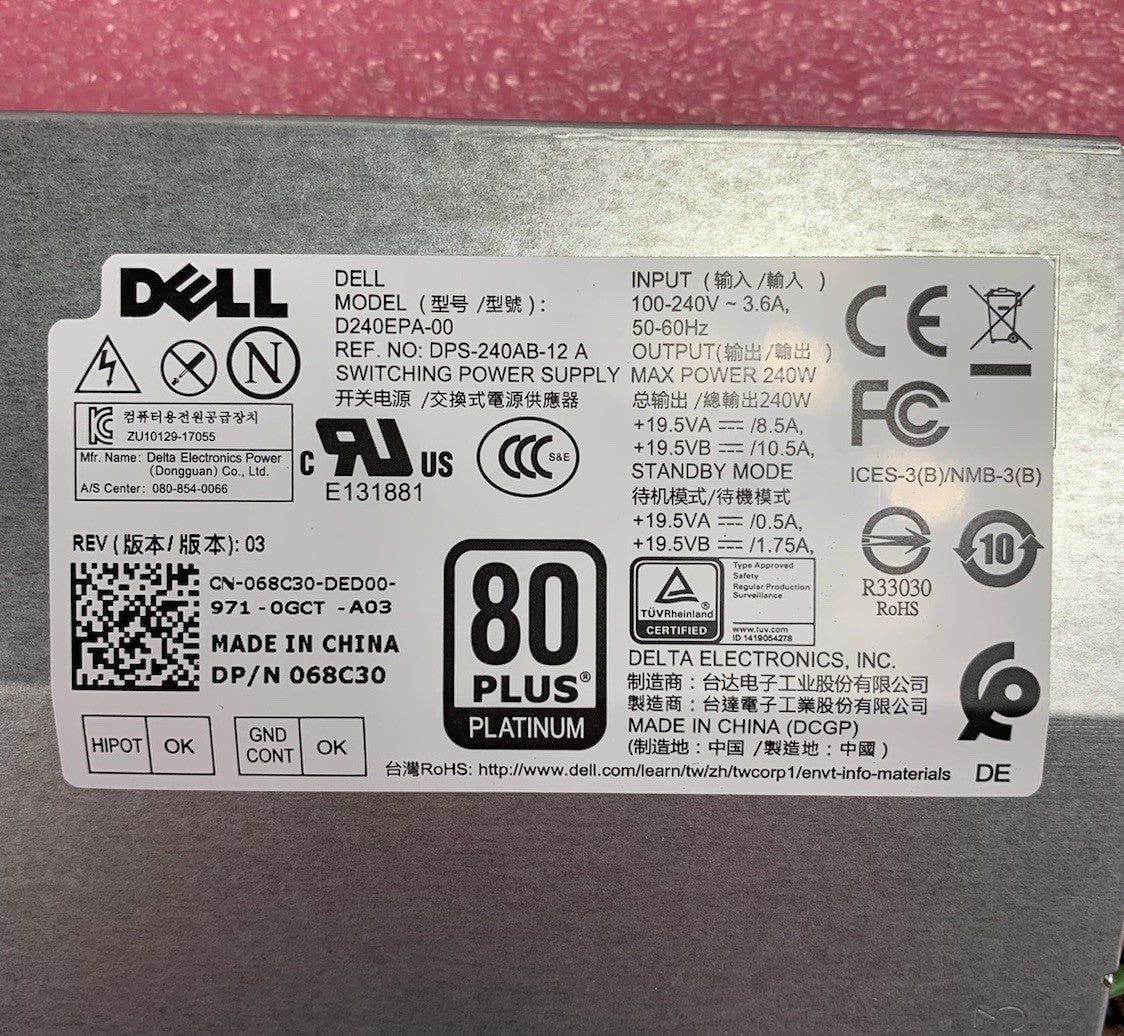 DELL
DELL
MODEL (型号 /型號):
D240EPA-00
REF. NO: DPS-240AB-12 A
SWITCHING POWER SUPPLY
开关电源 /交換式電源供應器
INPUT (输入 /輸入 )
100-240V ~ 3.6A,
50-60Hz
OUTPUT(输出 /輸出 )
MAX POWER 240W
总输出 /總輸出240W
+19.5VA ⎓ /8.5A,
+19.5VB ⎓ /10.5A,
STANDBY MODE
待机模式/待機模式
+19.5VA ⎓ /0.5A,
+19.5VB ⎓ /1.75A,
CE
FC
ICES-3(B)/NMB-3(B)
N
컴퓨터용전원공급장치
ZU10129-17055
Mfr. Name: Delta Electronics Power
(Dongguan) Co., Ltd.
A/S Center: 080-854-0066
C RU US
E131881
CCC S&E
REV (版本/ 版本): 03
CN-068C30-DED00-
971-0GCT -A03
MADE IN CHINA
DP/N 068C30
80
PLUS®
PLATINUM
TÜVRheinland®
CERTIFIED
Type Approved
Safety
Regular Production
Surveillance
www.tuv.com
ID 1419054278
R33030
RoHS
10
DELTA ELECTRONICS, INC.
制造商：台达电子工业股份有限公司
製造商：台達電子工業股份有限公司
MADE IN CHINA (DCGP)
(制造地：中国 /製造地：中國 )
HIPOT OK
GND
CONT
OK
台灣RoHS: http://www.dell.com/learn/tw/zh/twcorp1/envt-info-materials
DE
3